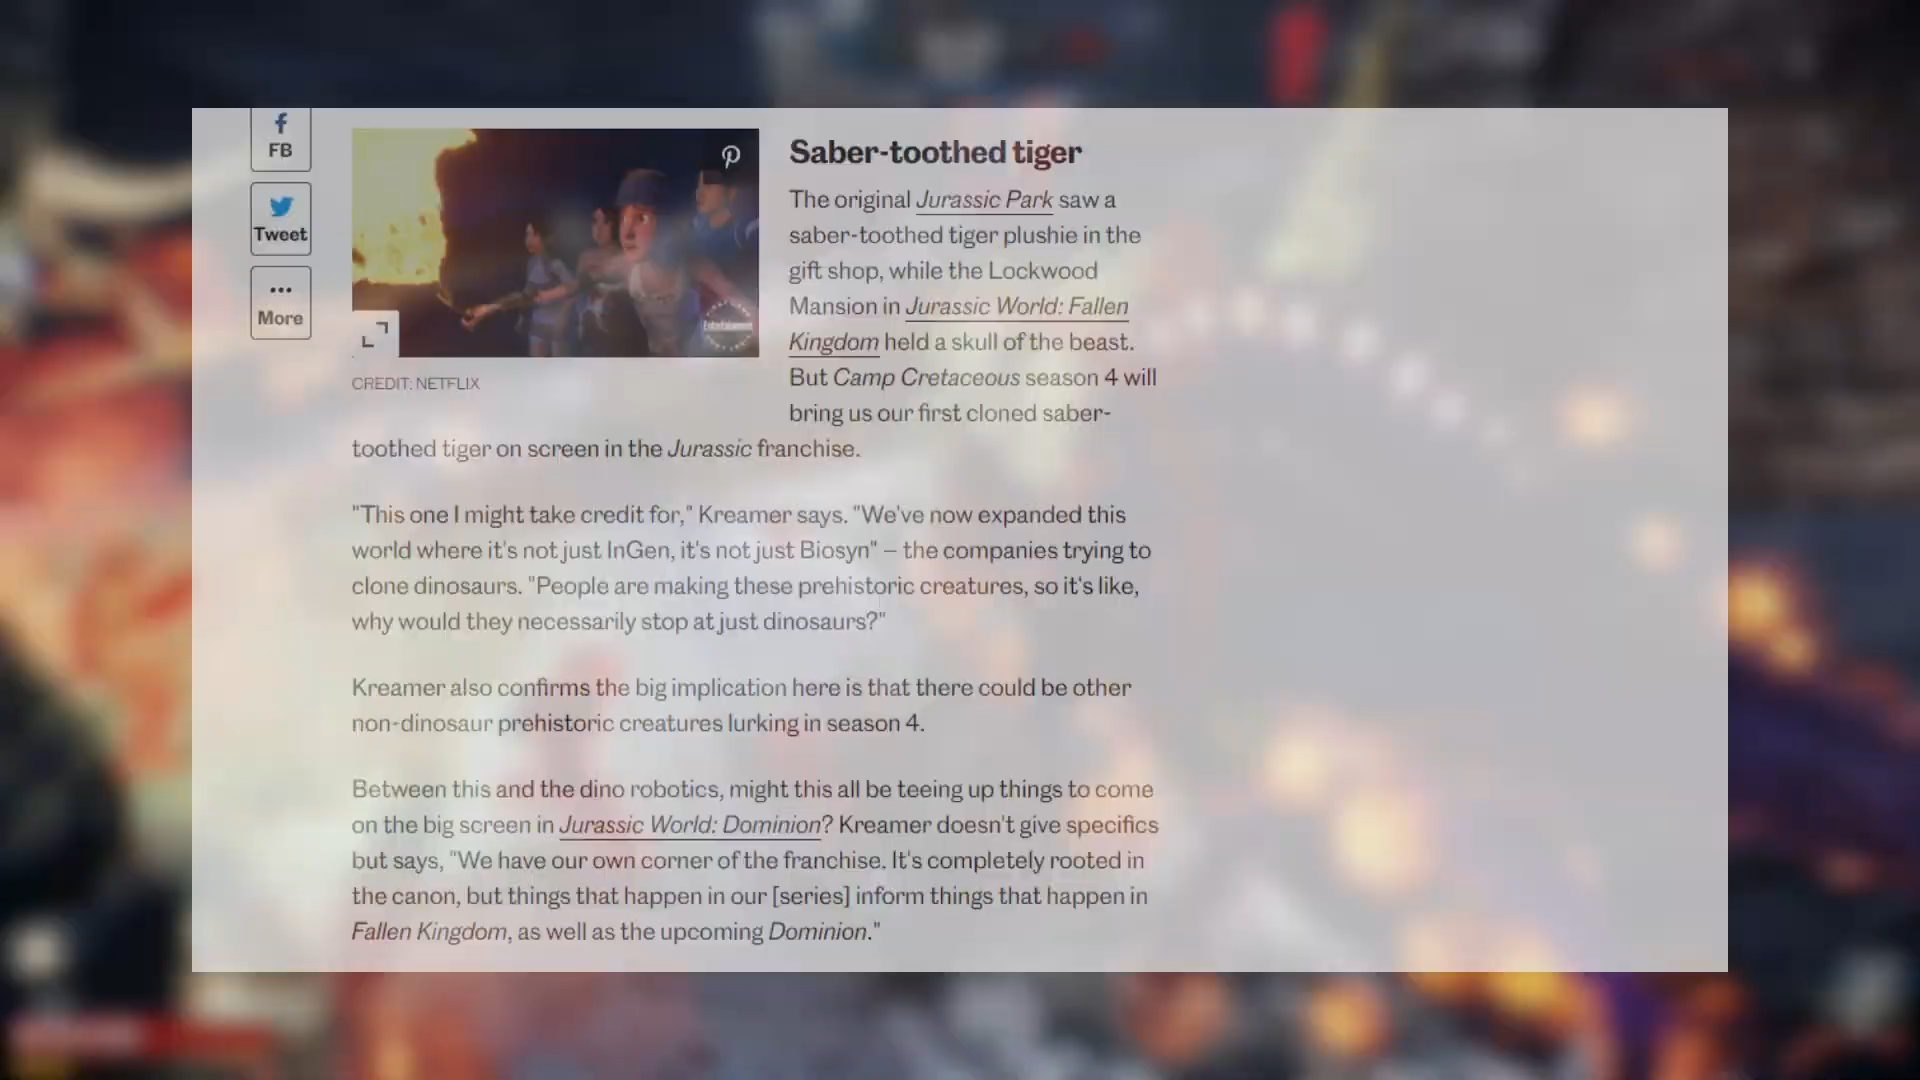 FB
Tweet
More
Entertainment
CREDIT: NETFLIX
Saber-toothed tiger
The original Jurassic Park saw a
saber-toothed tiger plushie in the
gift shop, while the Lockwood
Mansion in Jurassic World: Fallen
Kingdom held a skull of the beast.
But Camp Cretaceous season 4 will
bring us our first cloned saber-
toothed tiger on screen in the Jurassic franchise.
"This one I might take credit for," Kreamer says. "We've now expanded this
world where it's not just InGen, it's not just Biosyn" – the companies trying to
clone dinosaurs. "People are making these prehistoric creatures, so it's like,
why would they necessarily stop at just dinosaurs?"
Kreamer also confirms the big implication here is that there could be other
non-dinosaur prehistoric creatures lurking in season 4.
Between this and the dino robotics, might this all be teeing up things to come
on the big screen in Jurassic World: Dominion? Kreamer doesn't give specifics
but says, "We have our own corner of the franchise. It's completely rooted in
the canon, but things that happen in our [series] inform things that happen in
Fallen Kingdom, as well as the upcoming Dominion."